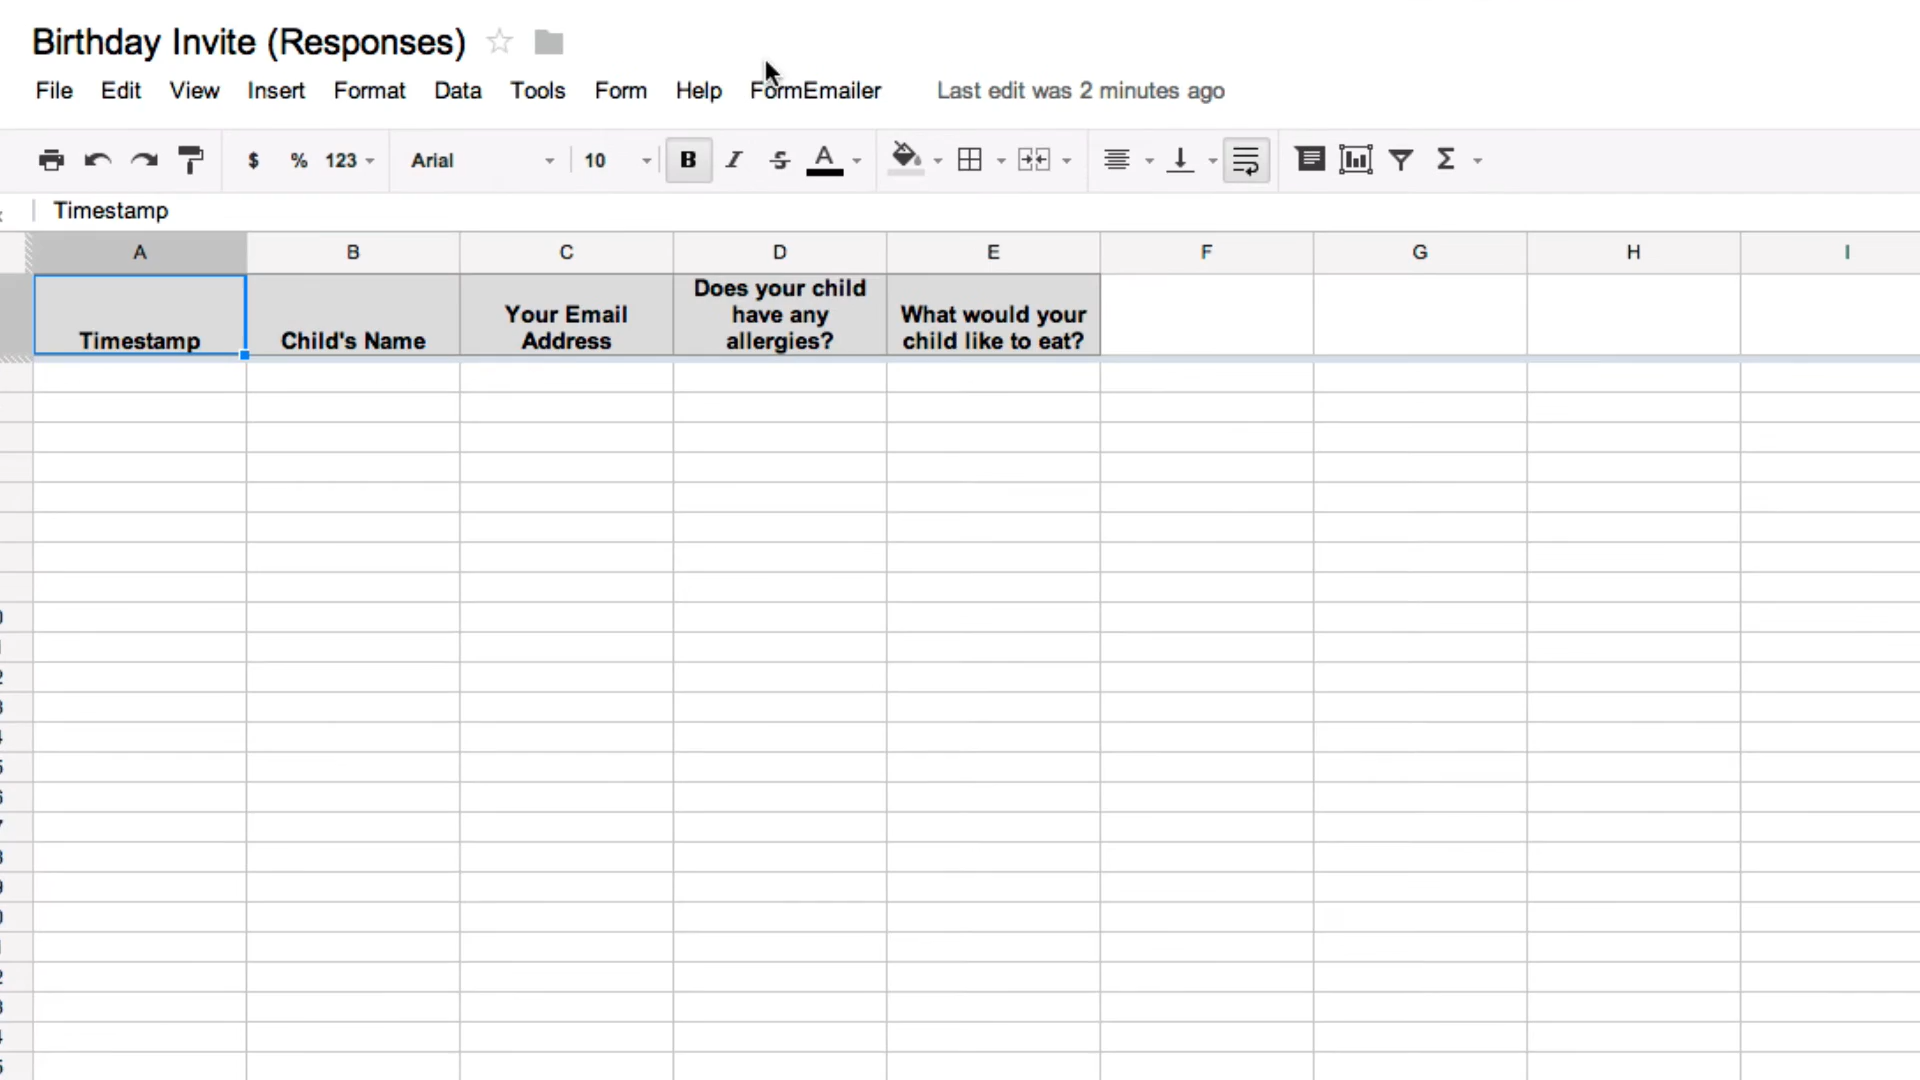 Birthday Invite (Responses)
File Edit View Insert Format Data Tools Form Help FormEmailer Last edit was 2 minutes ago
$ % 123 Arial 10 B I S A Σ
Timestamp
A B C D E F G H I
Timestamp
Child's Name
Your Email
Address
Does your child
have any
allergies?
What would your
child like to eat?